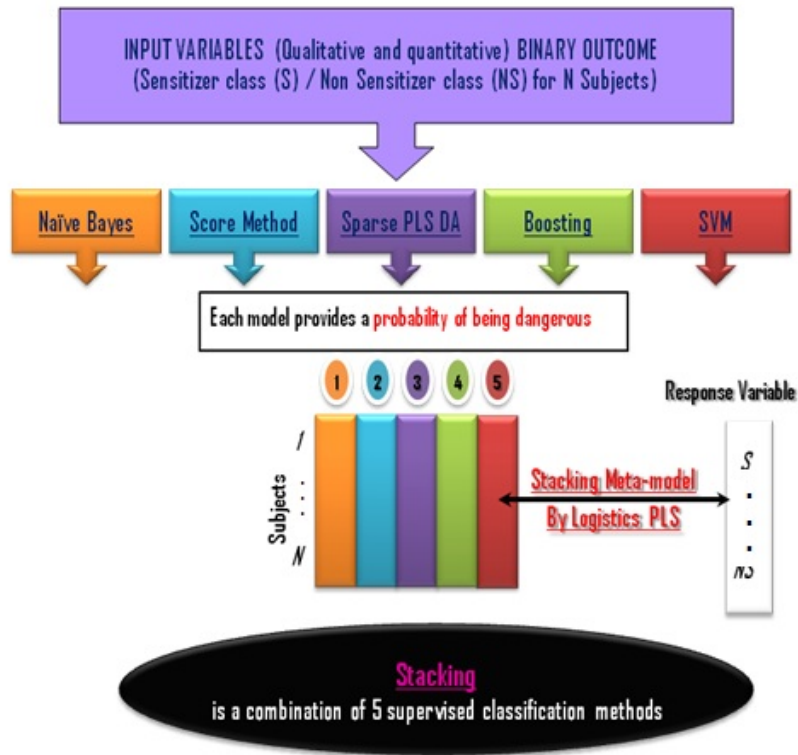 INPUT VARIABLES (Qualitative and quantitative) BINARY OUTCOME
(Sensitizer class (S) / Non Sensitizer class (NS) for N Subjects)
Naïve Bayes
Score Method
Sparse PLS DA
Boosting
SVM
Each model provides a probability of being dangerous
1 2 3 4 5
Response Variable
Subjects
1
N
Stacking Meta-model
By Logistics PLS
S
NS
Stacking
is a combination of 5 supervised classification methods